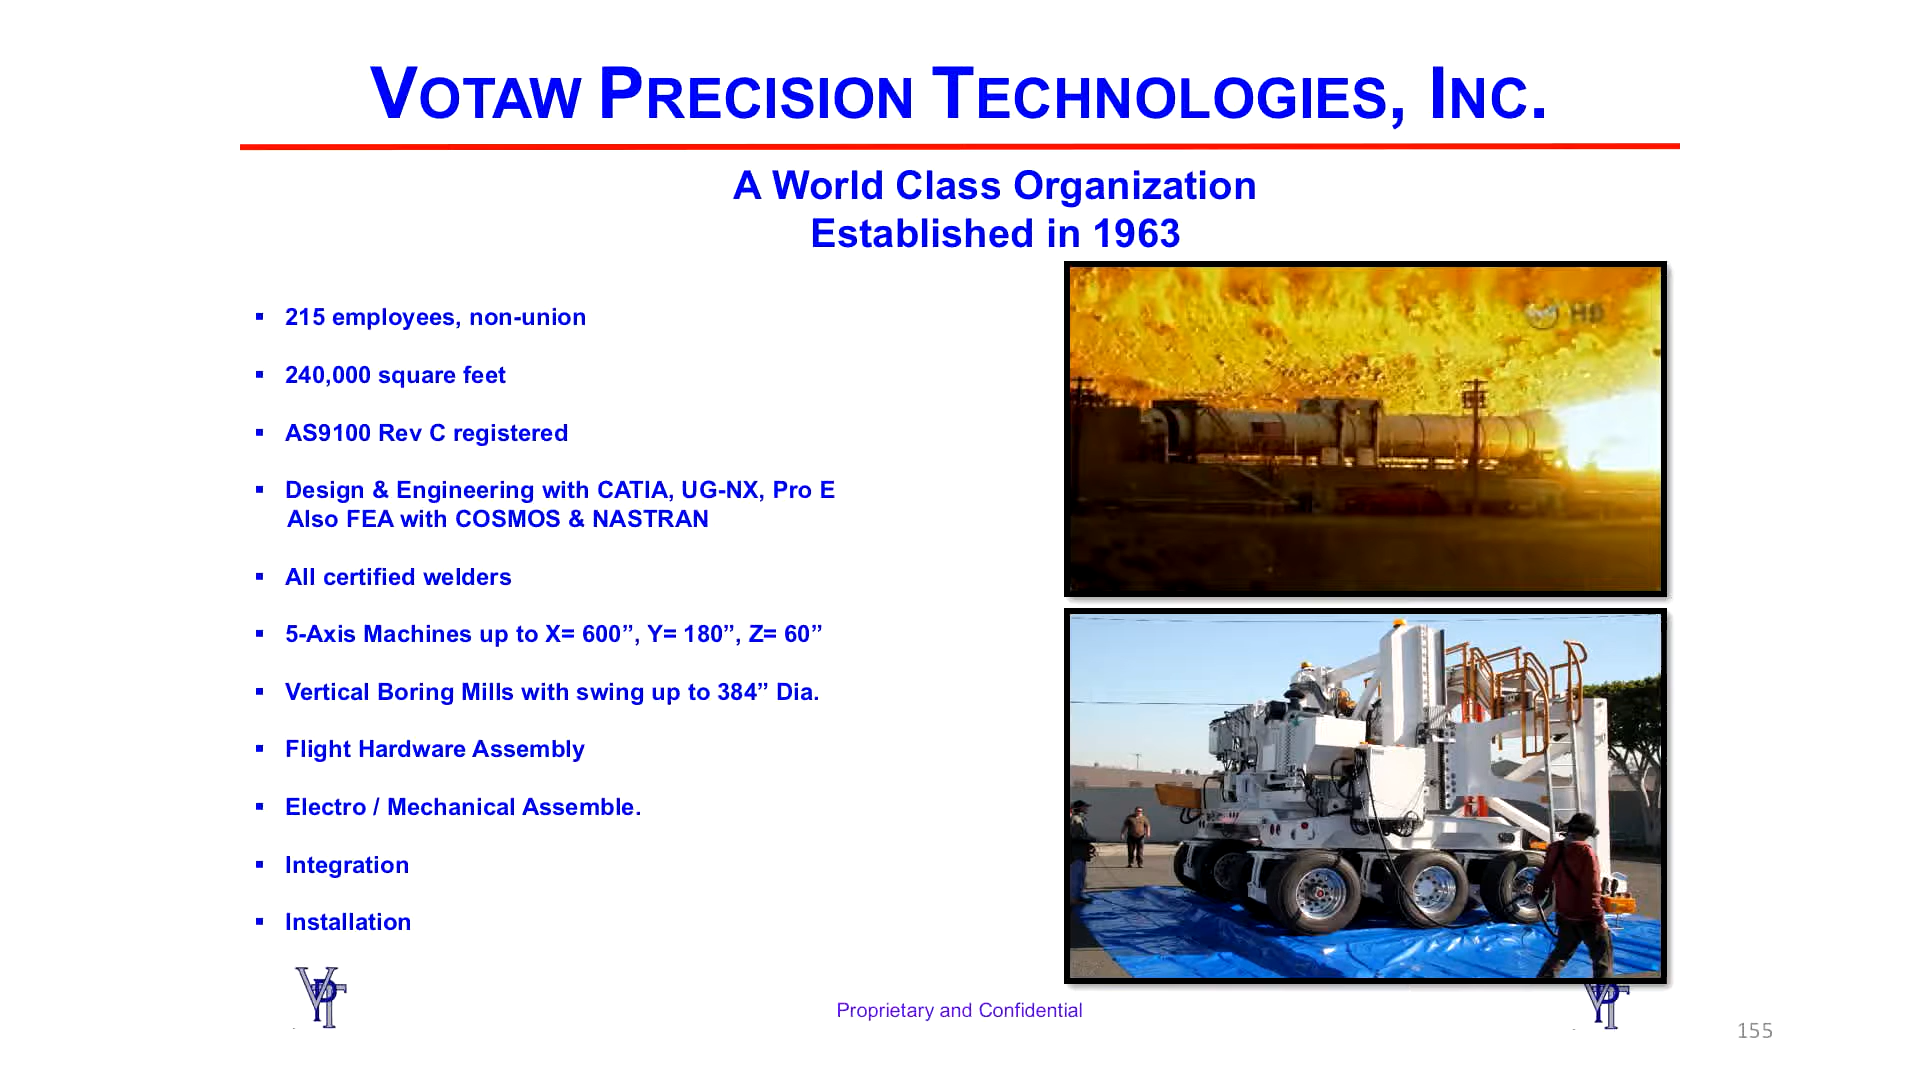 VOTAW PRECISION TECHNOLOGIES, INC.
A World Class Organization
Established in 1963
▪ 215 employees, non-union
▪ 240,000 square feet
▪ AS9100 Rev C registered
▪ Design & Engineering with CATIA, UG-NX, Pro E
Also FEA with COSMOS & NASTRAN
▪ All certified welders
▪ 5-Axis Machines up to X= 600”, Y= 180”, Z= 60”
▪ Vertical Boring Mills with swing up to 384” Dia.
▪ Flight Hardware Assembly
▪ Electro / Mechanical Assemble.
▪ Integration
▪ Installation
HD
VPT
Proprietary and Confidential
VPT
155